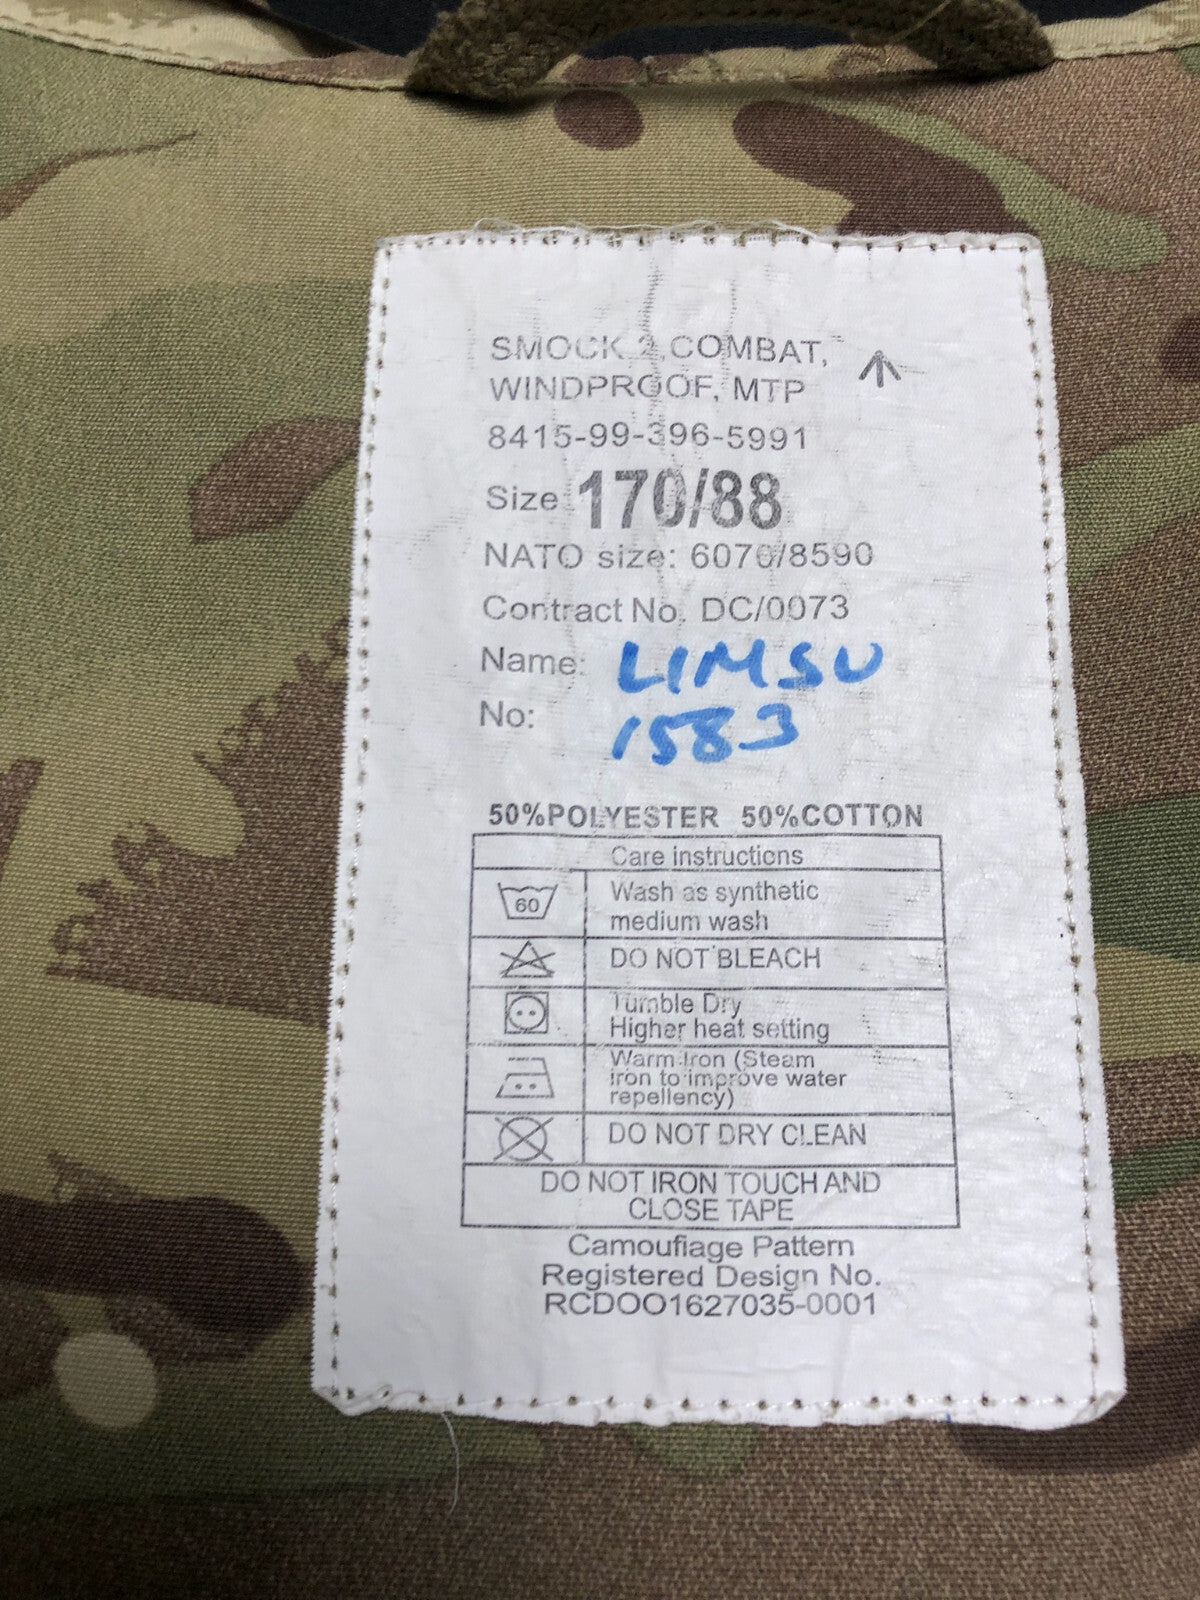 SMOCK 2, COMBAT,
WINDPROOF, MTP
8415-99-396-5991
Size 170/88
NATO size: 6070/8590
Contract No. DC/0073
Name: LIMSU
No: 1583
50%POLYESTER 50%COTTON
Care instructions
60
Wash as synthetic
medium wash
DO NOT BLEACH
Tumble Dry
Higher heat setting
Warm Iron (Steam
iron to improve water
repellency)
DO NOT DRY CLEAN
DO NOT IRON TOUCH AND
CLOSE TAPE
Camouflage Pattern
Registered Design No.
RCDOO1627035-0001